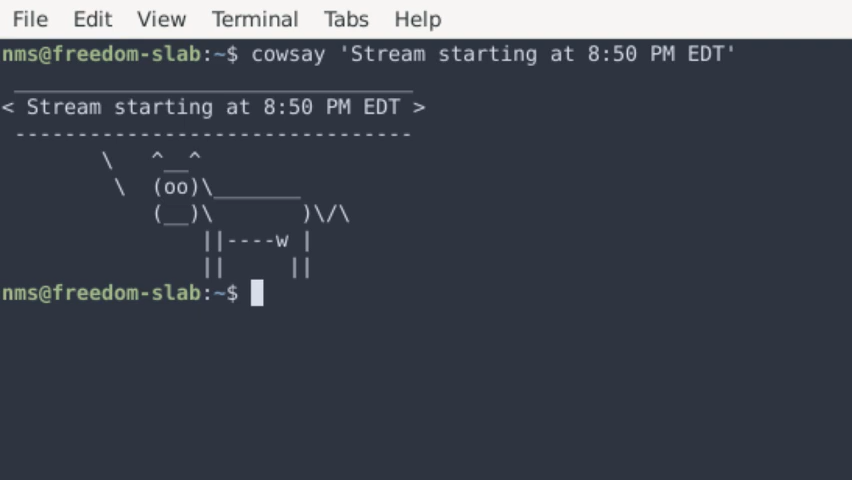 File Edit View Terminal Tabs Help
nms@freedom-slab:~$ cowsay 'Stream starting at 8:50 PM EDT'
 ________________________________
< Stream starting at 8:50 PM EDT >
 --------------------------------
        \   ^__^
         \  (oo)\_______
            (__)\       )\/\
                ||----w |
                ||     ||
nms@freedom-slab:~$